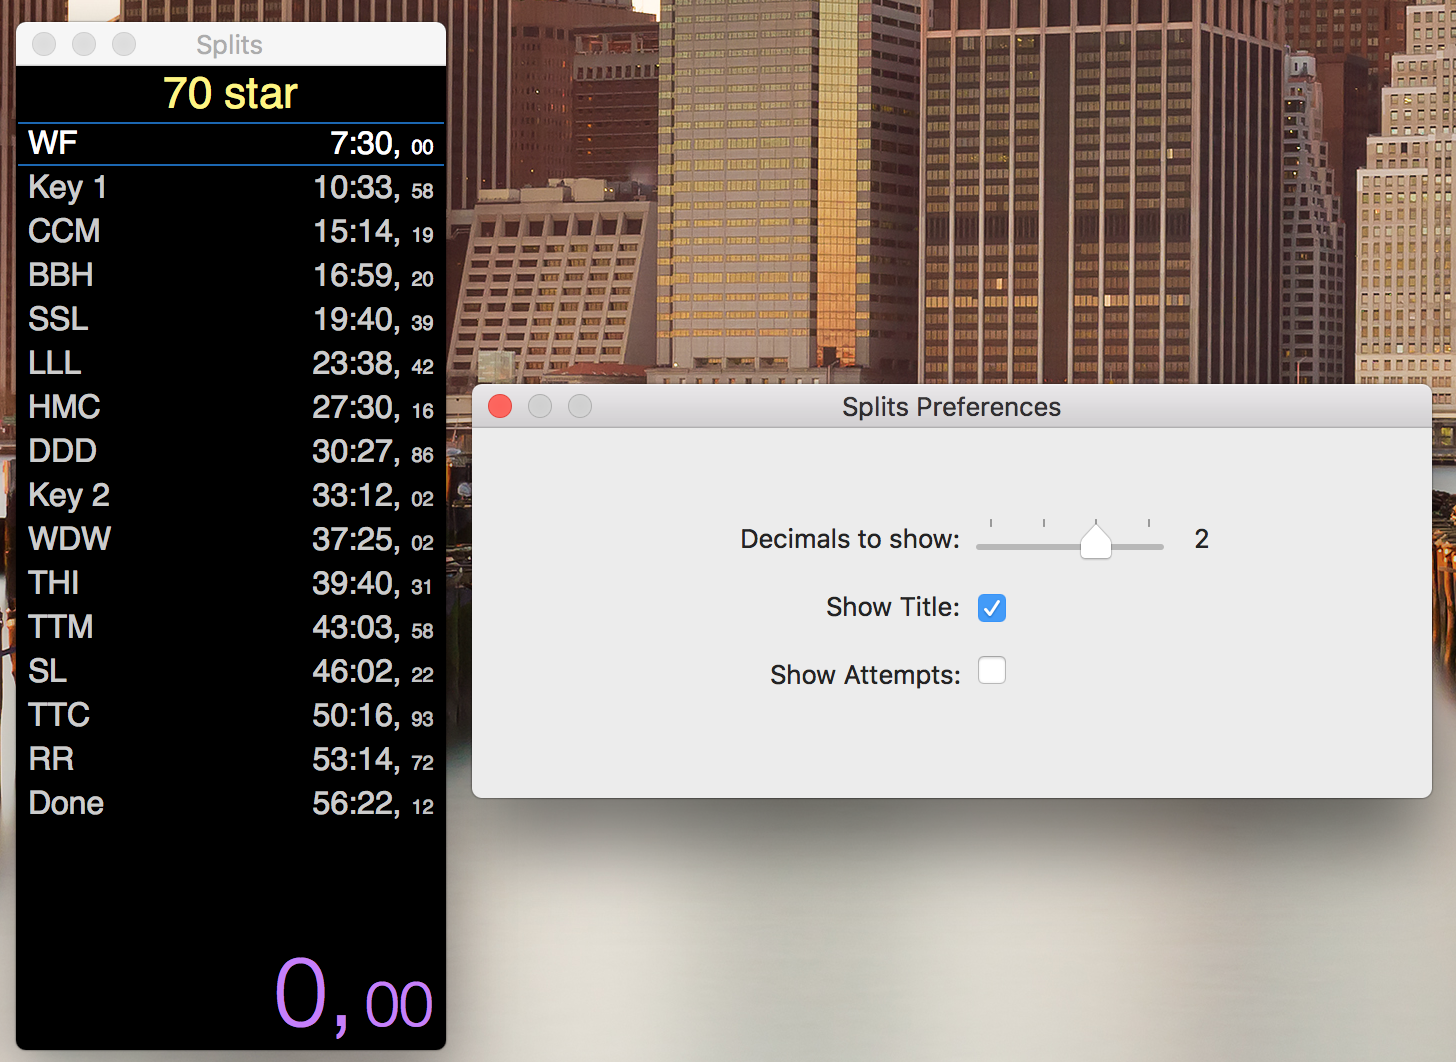 Splits
70 star
WF 7:30, 00
Key 1 10:33, 58
CCM 15:14, 19
BBH 16:59, 20
SSL 19:40, 39
LLL 23:38, 42
HMC 27:30, 16
DDD 30:27, 86
Key 2 33:12, 02
WDW 37:25, 02
THI 39:40, 31
TTM 43:03, 58
SL 46:02, 22
TTC 50:16, 93
RR 53:14, 72
Done 56:22, 12
0,00
Splits Preferences
Decimals to show: 2
Show Title:
Show Attempts: